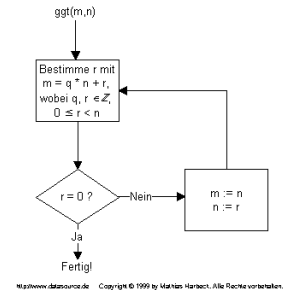 ggt(m,n)
Bestimme r mit
m = q * n + r,
wobei q, r ∈ Z,
0 ≤ r < n
r = 0 ?
Nein
m := n
n := r
Ja
Fertig!
http://www.datasource.de Copyright © 1999 by Mathias Harbeck. Alle Rechte vorbehalten.